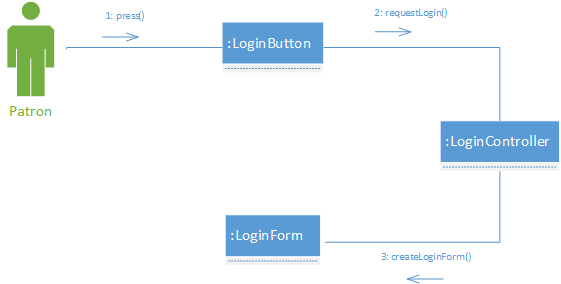 1: press()
2: requestLogin()
:LoginButton
Patron
:LoginController
:LoginForm
3: createLoginForm()